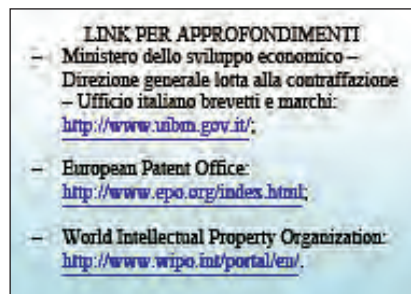 LINK PER APPROFONDIMENTI
– Ministero dello sviluppo economico –
Direzione generale lotta alla contraffazione
– Ufficio italiano brevetti e marchi:
http://www.uibm.gov.it/;
– European Patent Office:
http://www.epo.org/index.html;
– World Intellectual Property Organization:
http://www.wipo.int/portal/en/.